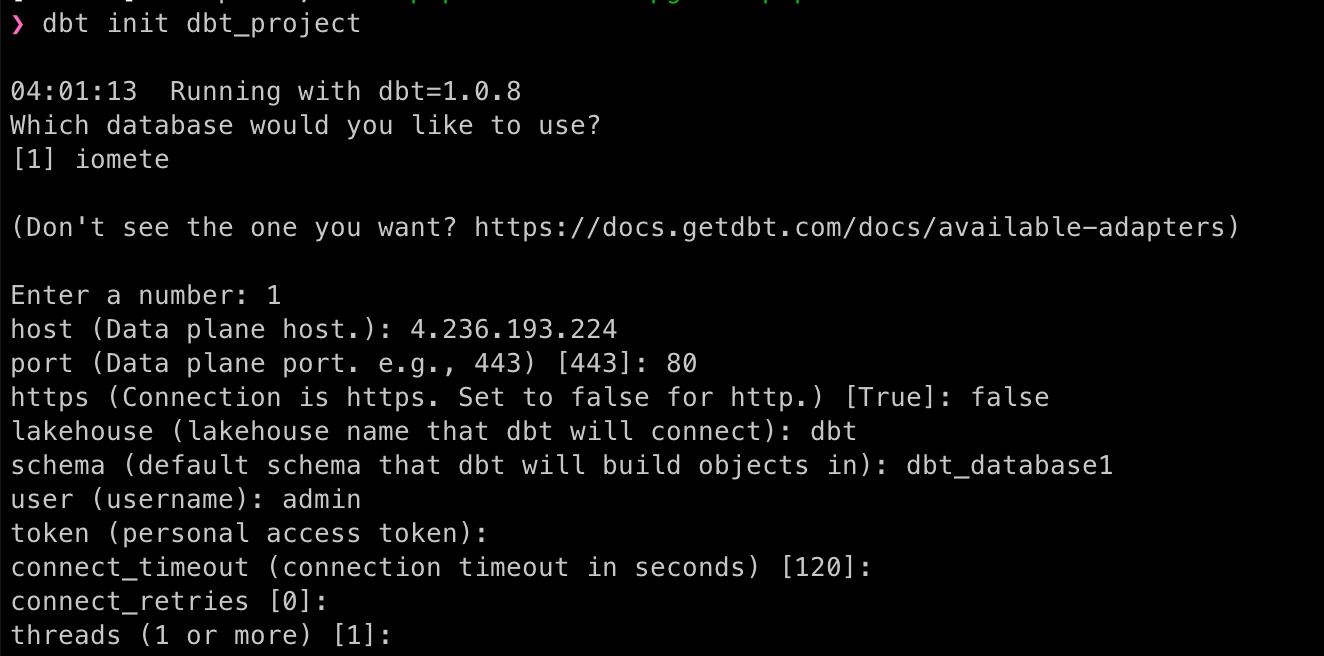 ❯ dbt init dbt_project
04:01:13  Running with dbt=1.0.8
Which database would you like to use?
[1] iomete
(Don't see the one you want? https://docs.getdbt.com/docs/available-adapters)
Enter a number: 1
host (Data plane host.): 4.236.193.224
port (Data plane port. e.g., 443) [443]: 80
https (Connection is https. Set to false for http.) [True]: false
lakehouse (lakehouse name that dbt will connect): dbt
schema (default schema that dbt will build objects in): dbt_database1
user (username): admin
token (personal access token):
connect_timeout (connection timeout in seconds) [120]:
connect_retries [0]:
threads (1 or more) [1]: